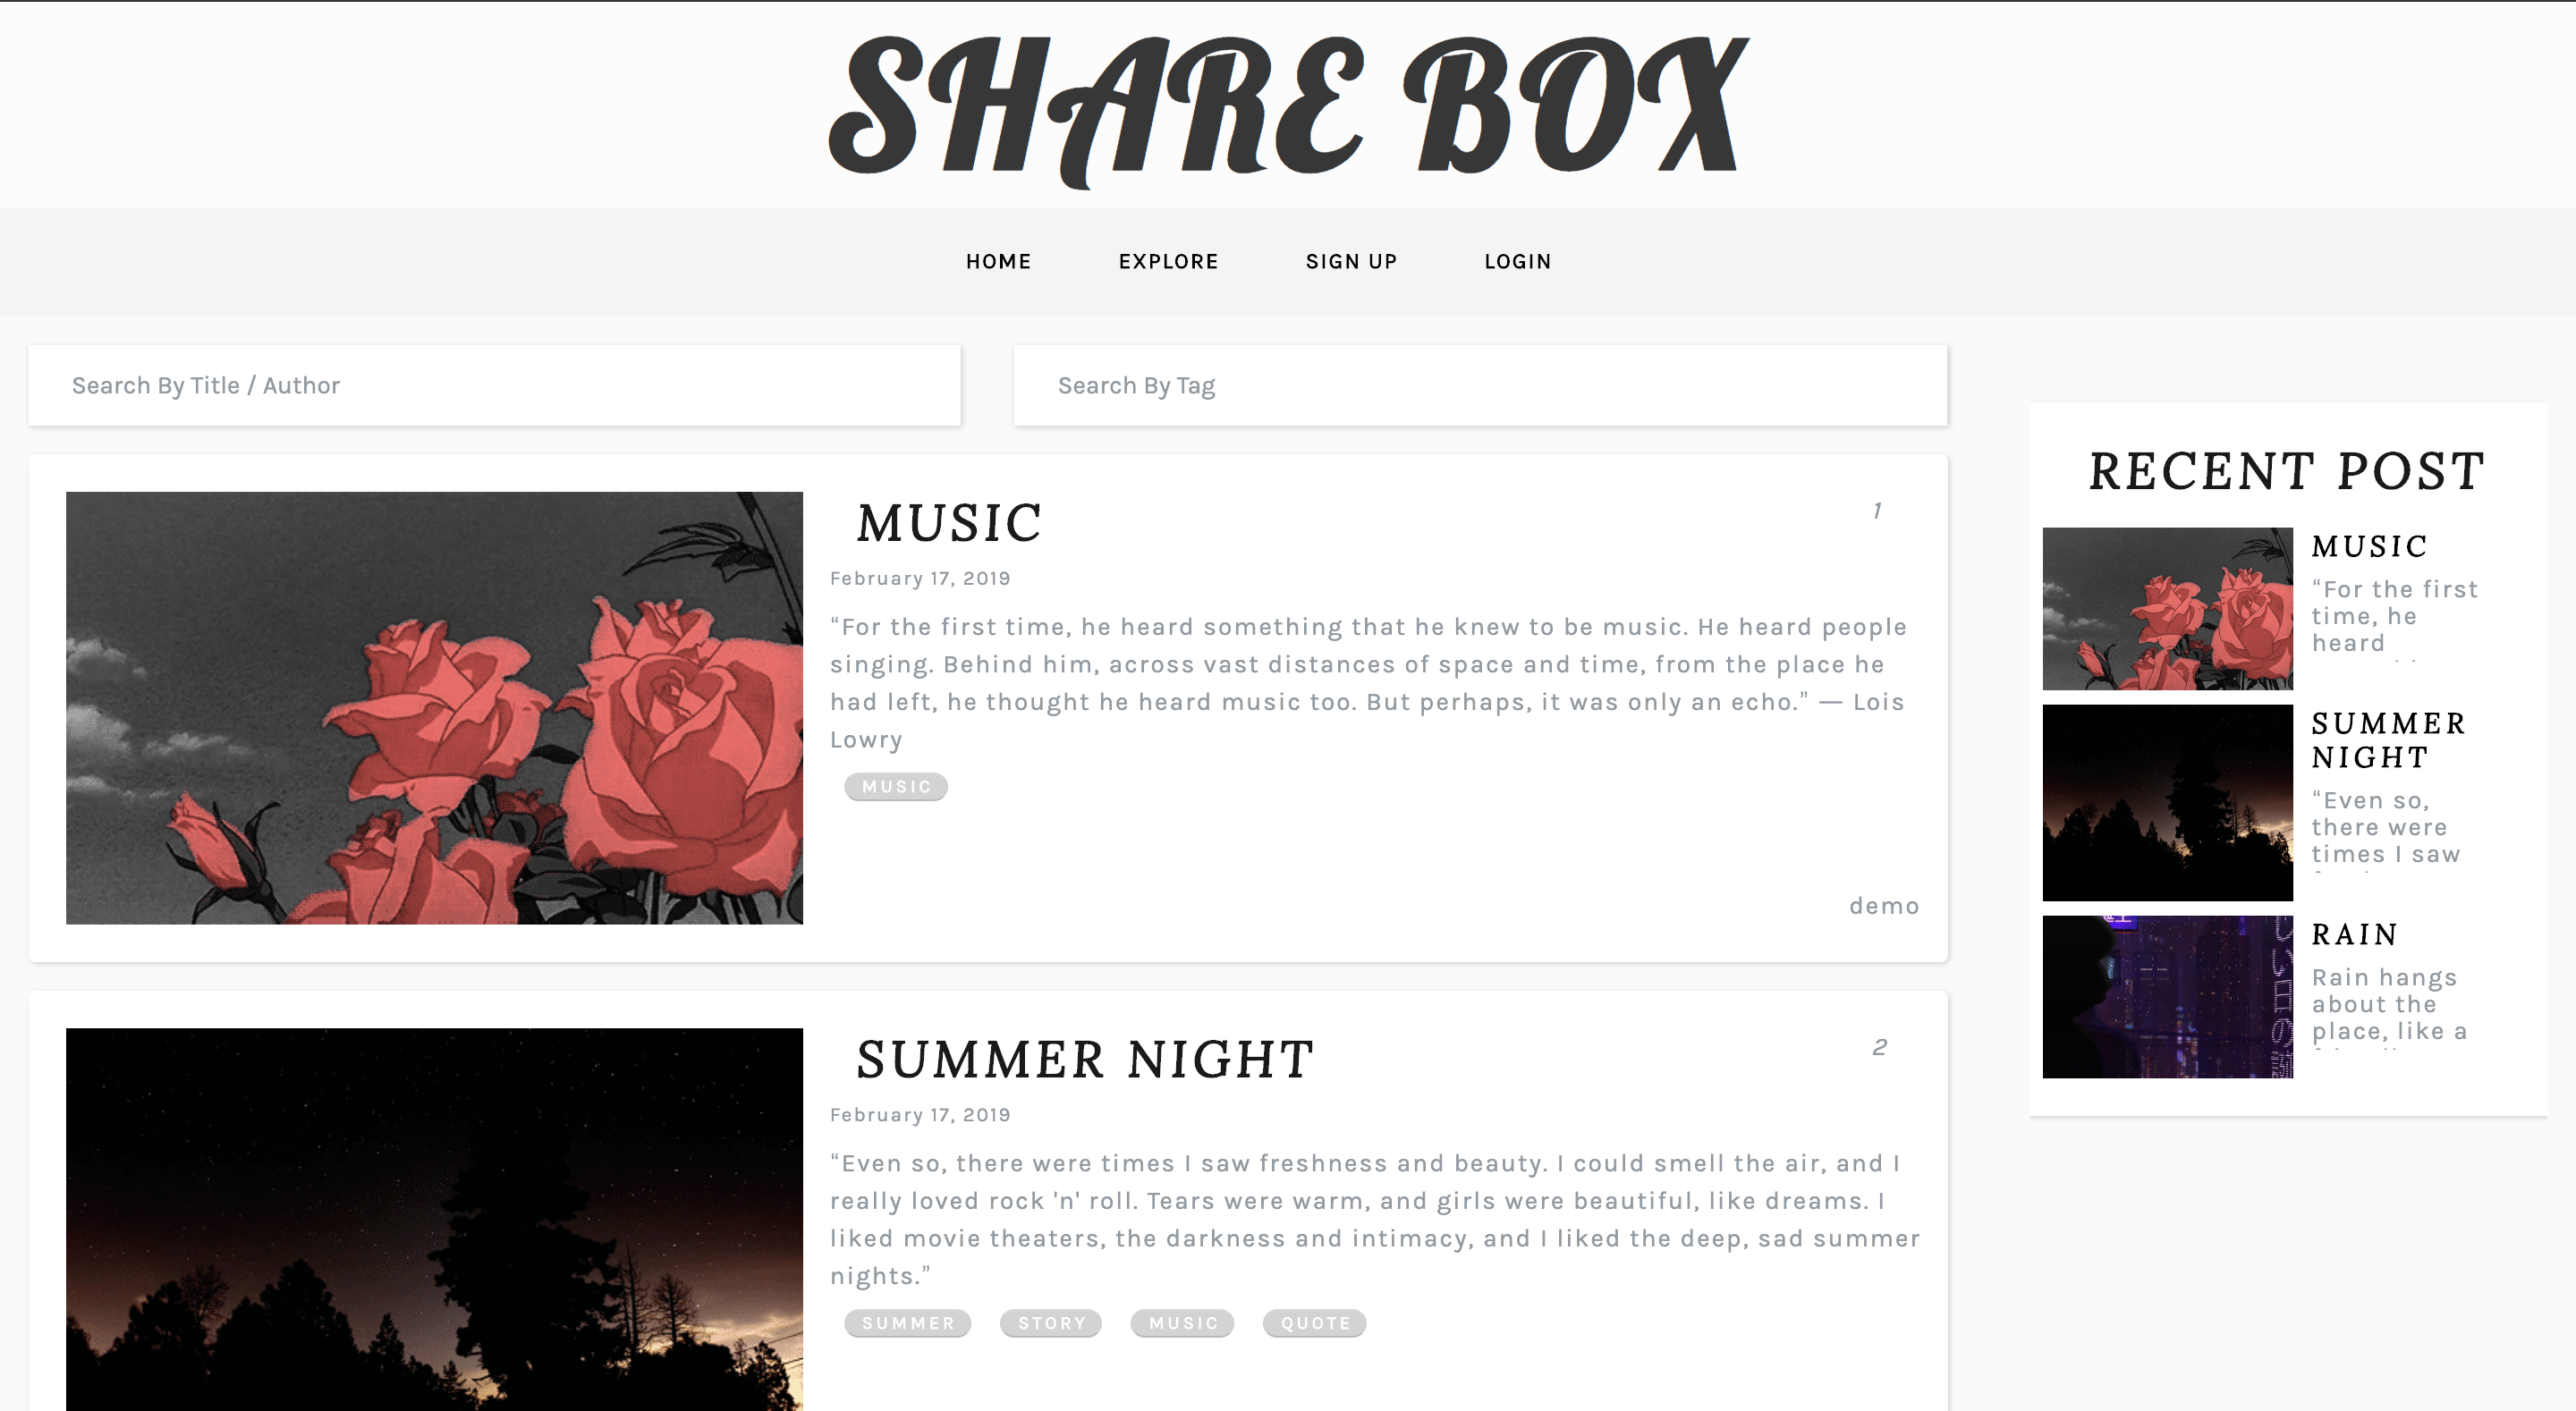 SHARE BOX
HOME EXPLORE SIGN UP LOGIN
Search By Title / Author
Search By Tag
MUSIC
1
February 17, 2019
“For the first time, he heard something that he knew to be music. He heard people
singing. Behind him, across vast distances of space and time, from the place he
had left, he thought he heard music too. But perhaps, it was only an echo.” — Lois
Lowry
MUSIC
demo
SUMMER NIGHT
2
February 17, 2019
“Even so, there were times I saw freshness and beauty. I could smell the air, and I
really loved rock 'n' roll. Tears were warm, and girls were beautiful, like dreams. I
liked movie theaters, the darkness and intimacy, and I liked the deep, sad summer
nights.”
SUMMER STORY MUSIC QUOTE
RECENT POST
MUSIC
“For the first
time, he
heard
SUMMER
NIGHT
“Even so,
there were
times I saw
RAIN
Rain hangs
about the
place, like a